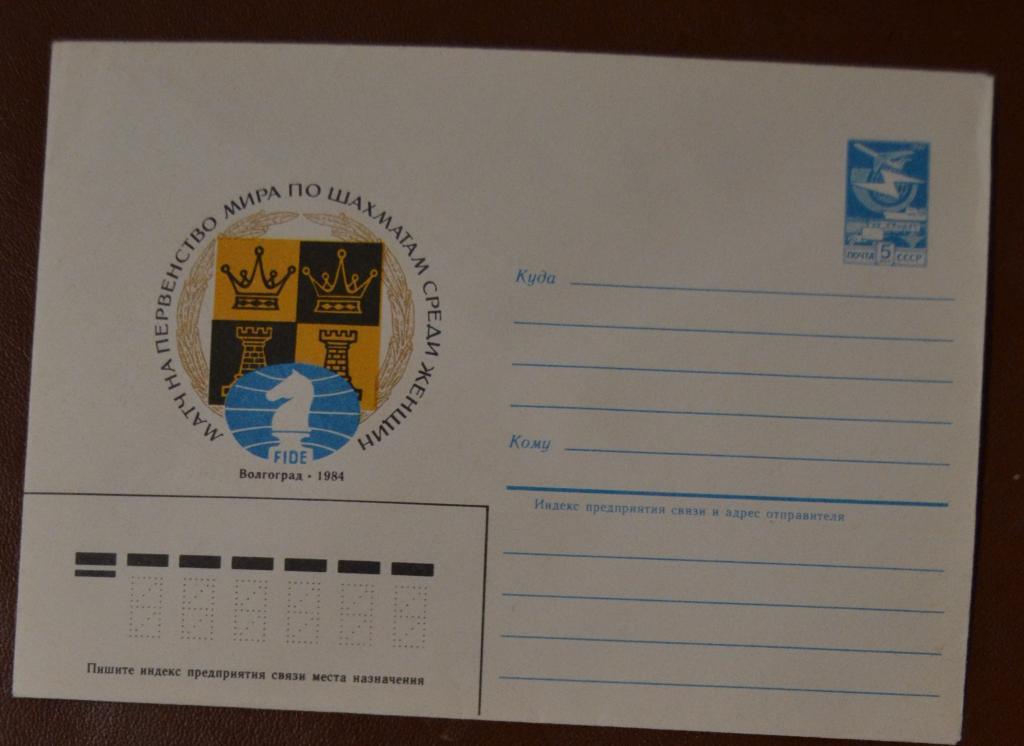 МАТЧ НА ПЕРВЕНСТВО МИРА ПО ШАХМАТАМ СРЕДИ ЖЕНЩИН
FIDE
Волгоград · 1984
ПОЧТА 5 СССР
Куда
Кому
Индекс предприятия связи и адрес отправителя
Пишите индекс предприятия связи места назначения